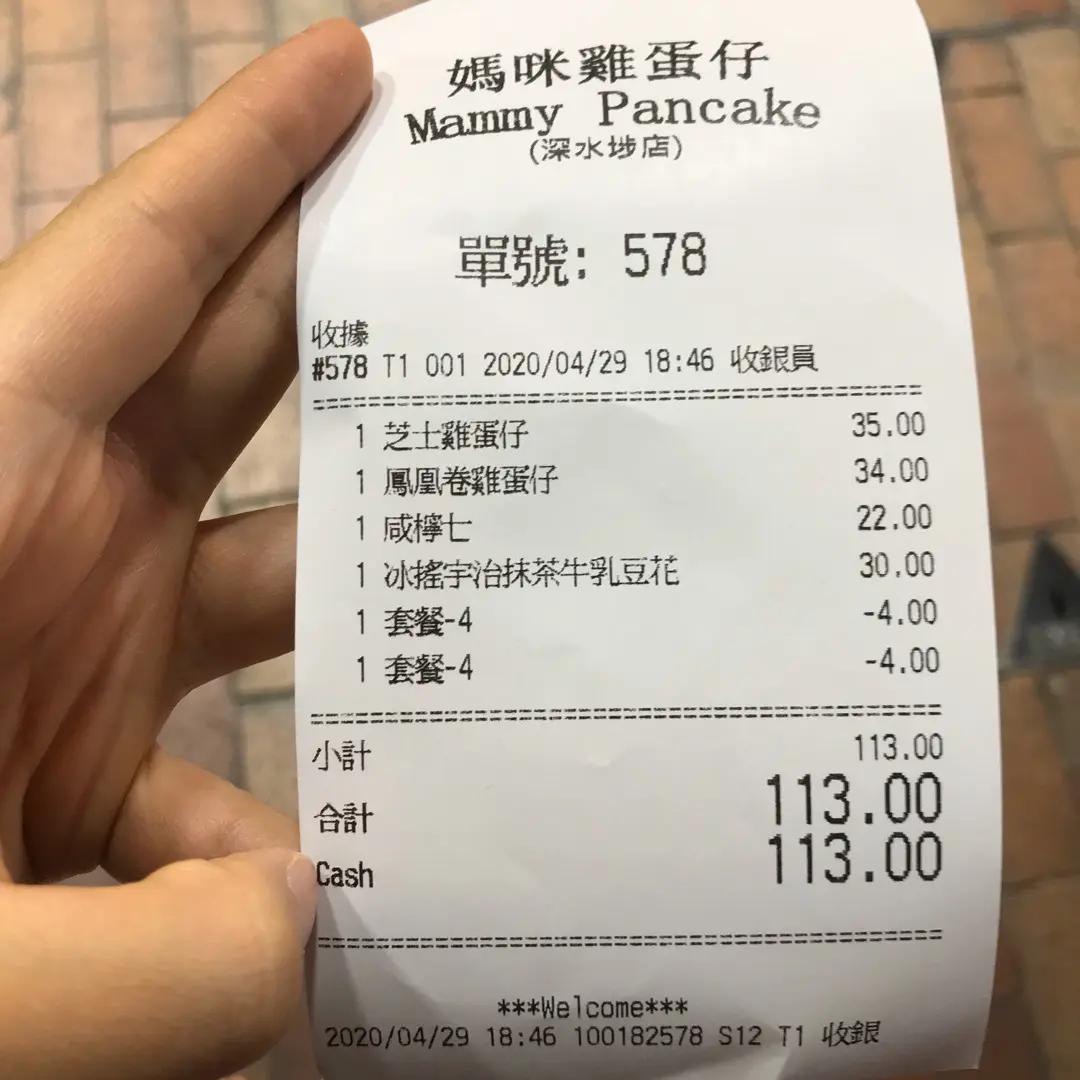 媽咪雞蛋仔
Mammy Pancake
(深水埗店)
單號: 578
收據
#578 T1 001 2020/04/29 18:46 收銀員
1 芝士雞蛋仔 35.00
1 鳳凰卷雞蛋仔 34.00
1 咸檸七 22.00
1 冰搖宇治抹茶牛乳豆花 30.00
1 套餐-4 -4.00
1 套餐-4 -4.00
小計 113.00
合計 113.00
Cash 113.00
***Welcome***
2020/04/29 18:46 100182578 S12 T1 收銀